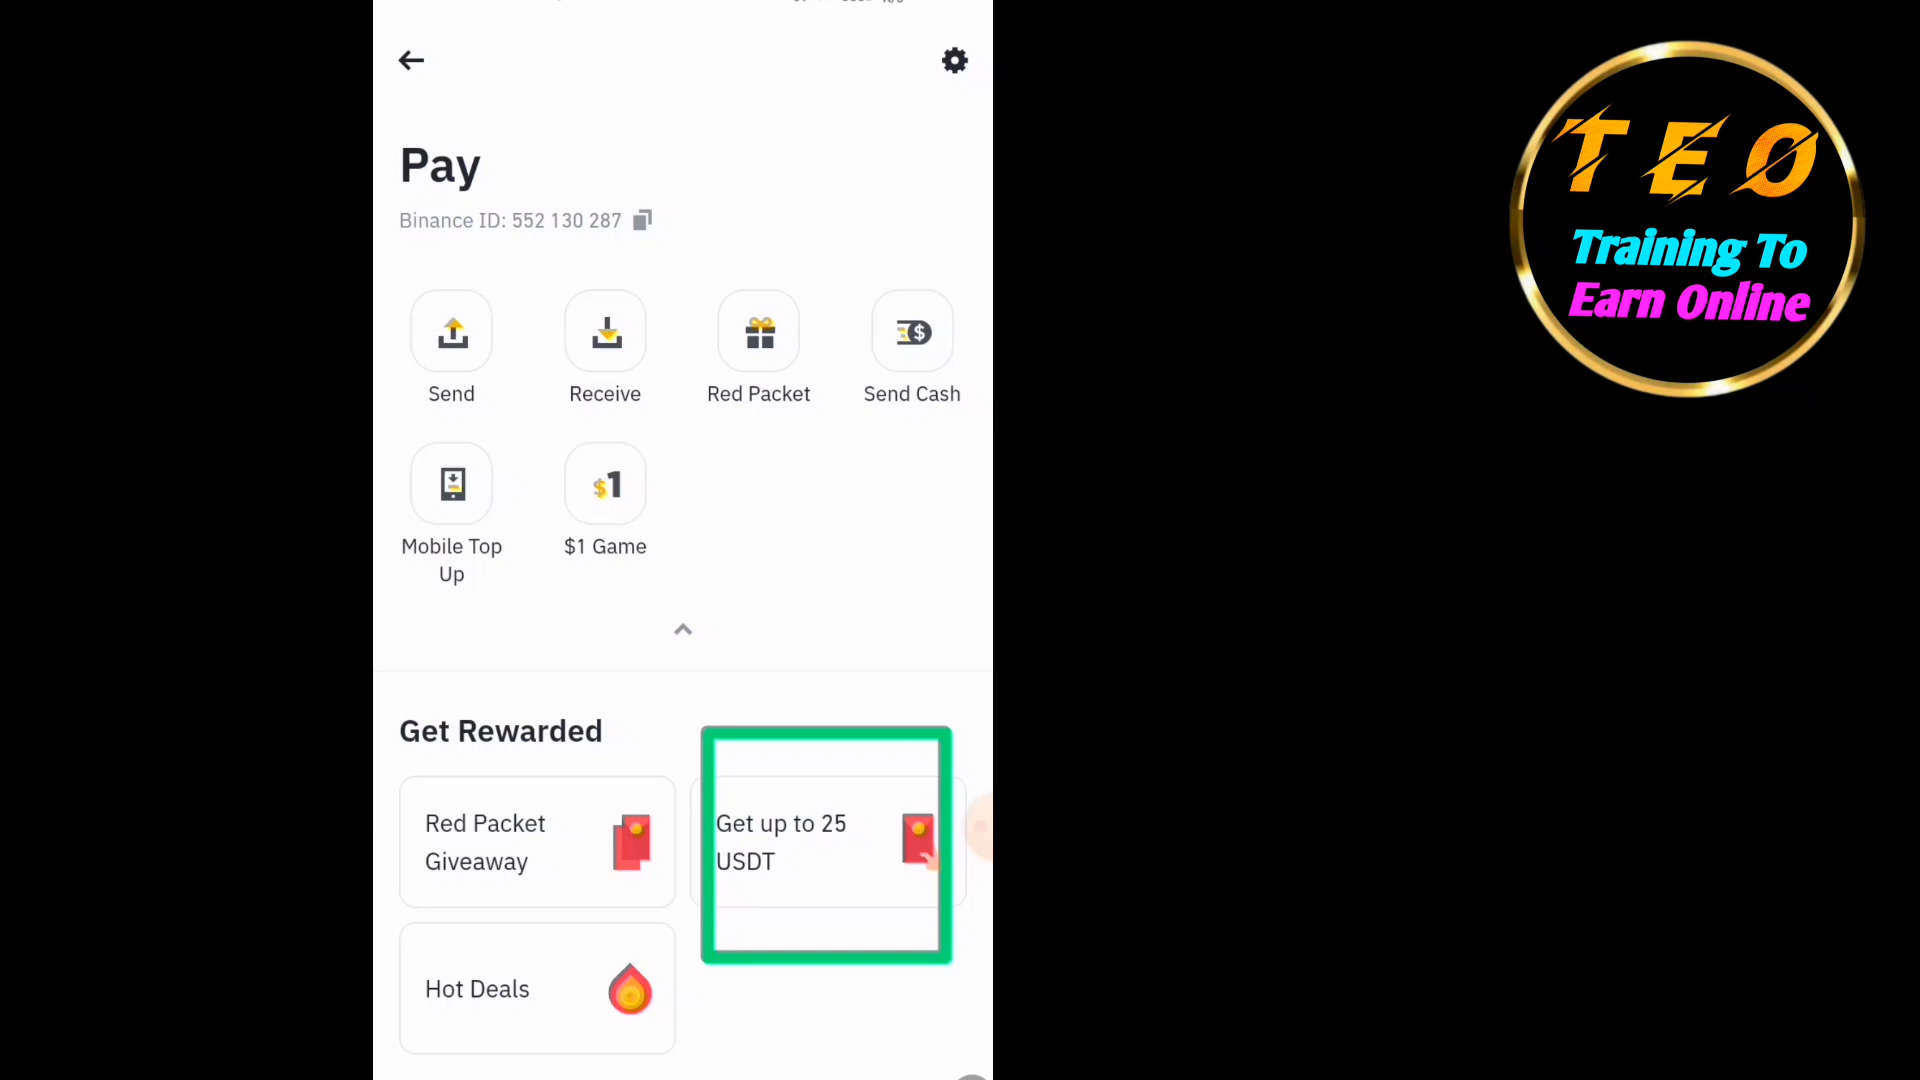 Pay
Binance ID: 552 130 287
Send
Receive
Red Packet
Send Cash
Mobile Top
Up
$1
$1 Game
Get Rewarded
Red Packet
Giveaway
Get up to 25
USDT
Hot Deals
TEO
Training To
Earn Online